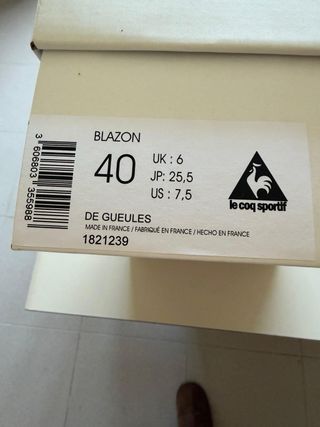 BLAZON
40
UK : 6
JP: 25,5
US : 7,5
le coq sportif
DE GUEULES
MADE IN FRANCE / FABRIQUÉ EN FRANCE / HECHO EN FRANCE
1821239
3 606803 355988